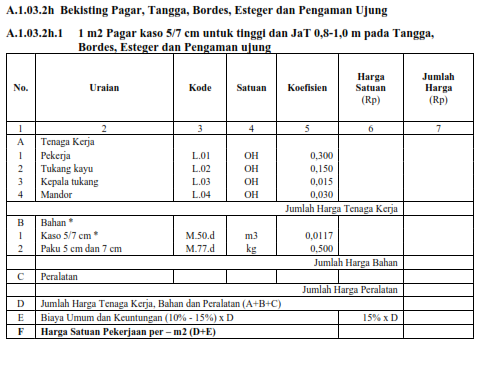 A.1.03.2h Bekisting Pagar, Tangga, Bordes, Esteger dan Pengaman Ujung
A.1.03.2h.1 1 m2 Pagar kaso 5/7 cm untuk tinggi dan JaT 0,8-1,0 m pada Tangga,
Bordes, Esteger dan Pengaman ujung
No. Uraian Kode Satuan Koefisien Harga Satuan (Rp) Jumlah Harga (Rp)
1 2 3 4 5 6 7
A Tenaga Kerja
1 Pekerja L.01 OH 0,300
2 Tukang kayu L.02 OH 0,150
3 Kepala tukang L.03 OH 0,015
4 Mandor L.04 OH 0,030
Jumlah Harga Tenaga Kerja
B Bahan *
1 Kaso 5/7 cm * M.50.d m3 0,0117
2 Paku 5 cm dan 7 cm M.77.d kg 0,500
Jumlah Harga Bahan
C Peralatan
Jumlah Harga Peralatan
D Jumlah Harga Tenaga Kerja, Bahan dan Peralatan (A+B+C)
E Biaya Umum dan Keuntungan (10% - 15%) x D 15% x D
F Harga Satuan Pekerjaan per – m2 (D+E)